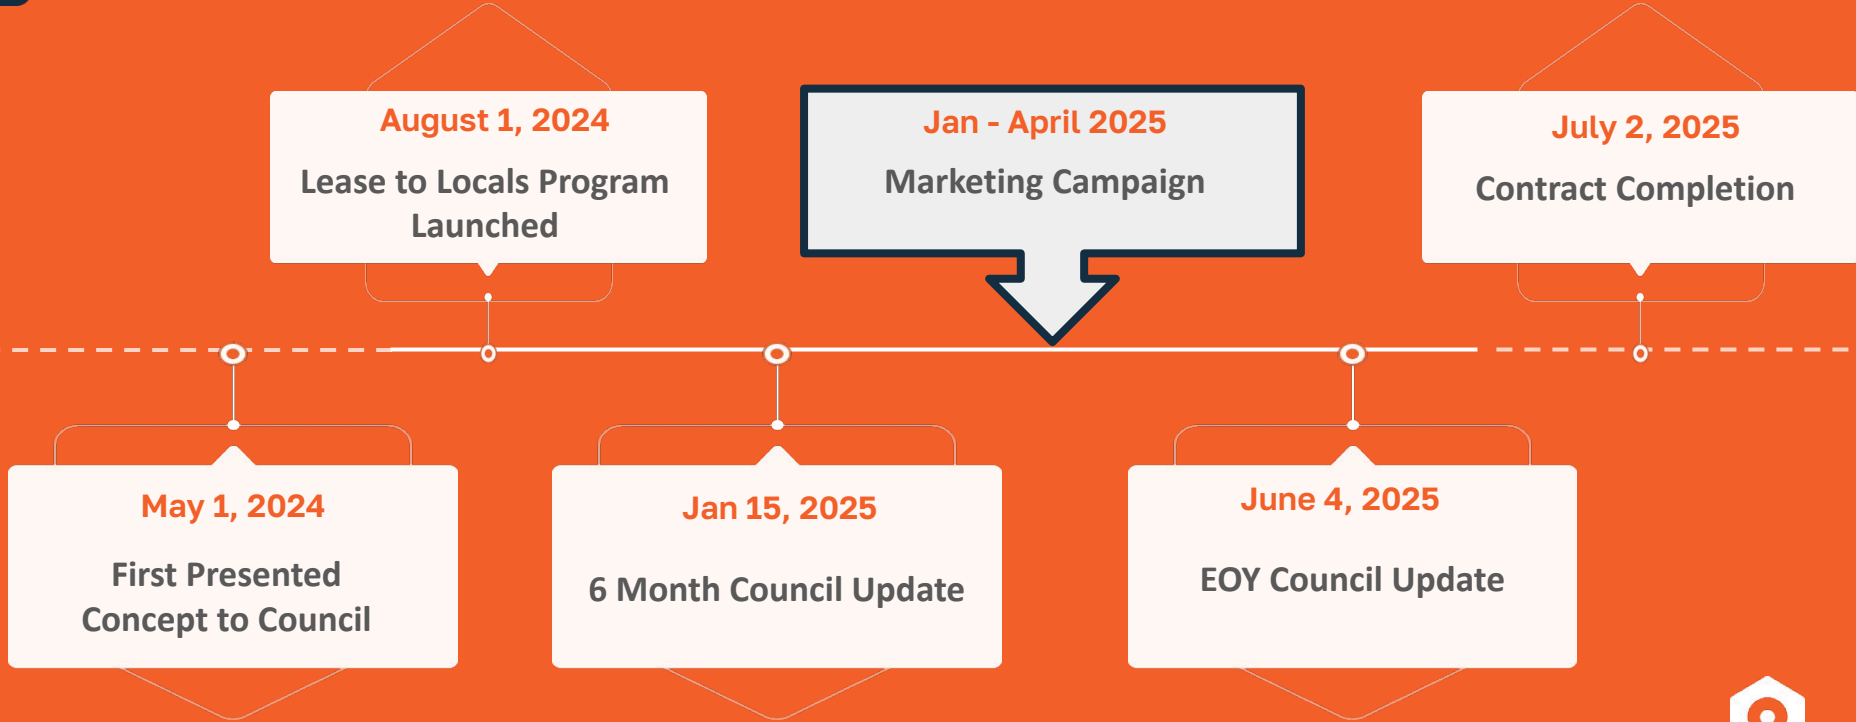 August 1, 2024
Lease to Locals Program
Launched
Jan - April 2025
Marketing Campaign
July 2, 2025
Contract Completion
May 1, 2024
First Presented
Concept to Council
Jan 15, 2025
6 Month Council Update
June 4, 2025
EOY Council Update